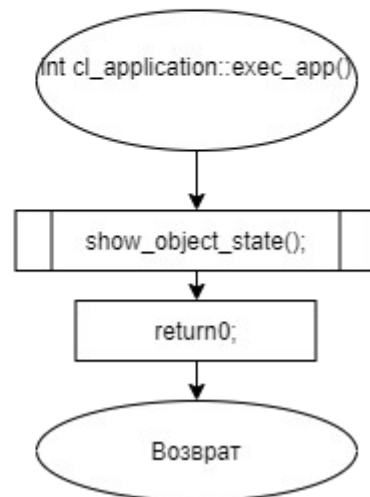 int cl_application::exec_app()
show_object_state();
return0;
Возврат